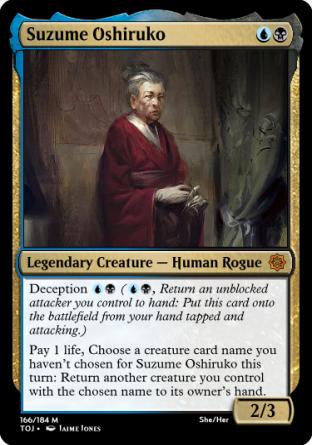 Suzume Oshiruko
Legendary Creature — Human Rogue
Deception ( , Return an unblocked
attacker you control to hand: Put this card onto
the battlefield from your hand tapped and
attacking.)
Pay 1 life, Choose a creature card name you
haven't chosen for Suzume Oshiruko this
turn: Return another creature you control
with the chosen name to its owner's hand.
2/3
166/184 M
She/Her
TOJ • Jaime Jones